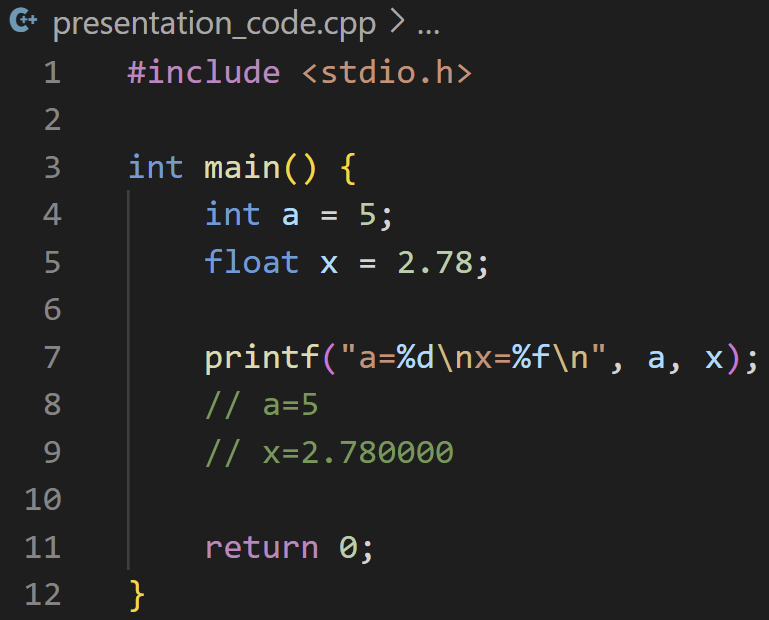 presentation_code.cpp > ...
1 #include <stdio.h>
2
3 int main() {
4     int a = 5;
5     float x = 2.78;
6
7     printf("a=%d\nx=%f\n", a, x);
8     // a=5
9     // x=2.780000
10
11     return 0;
12 }